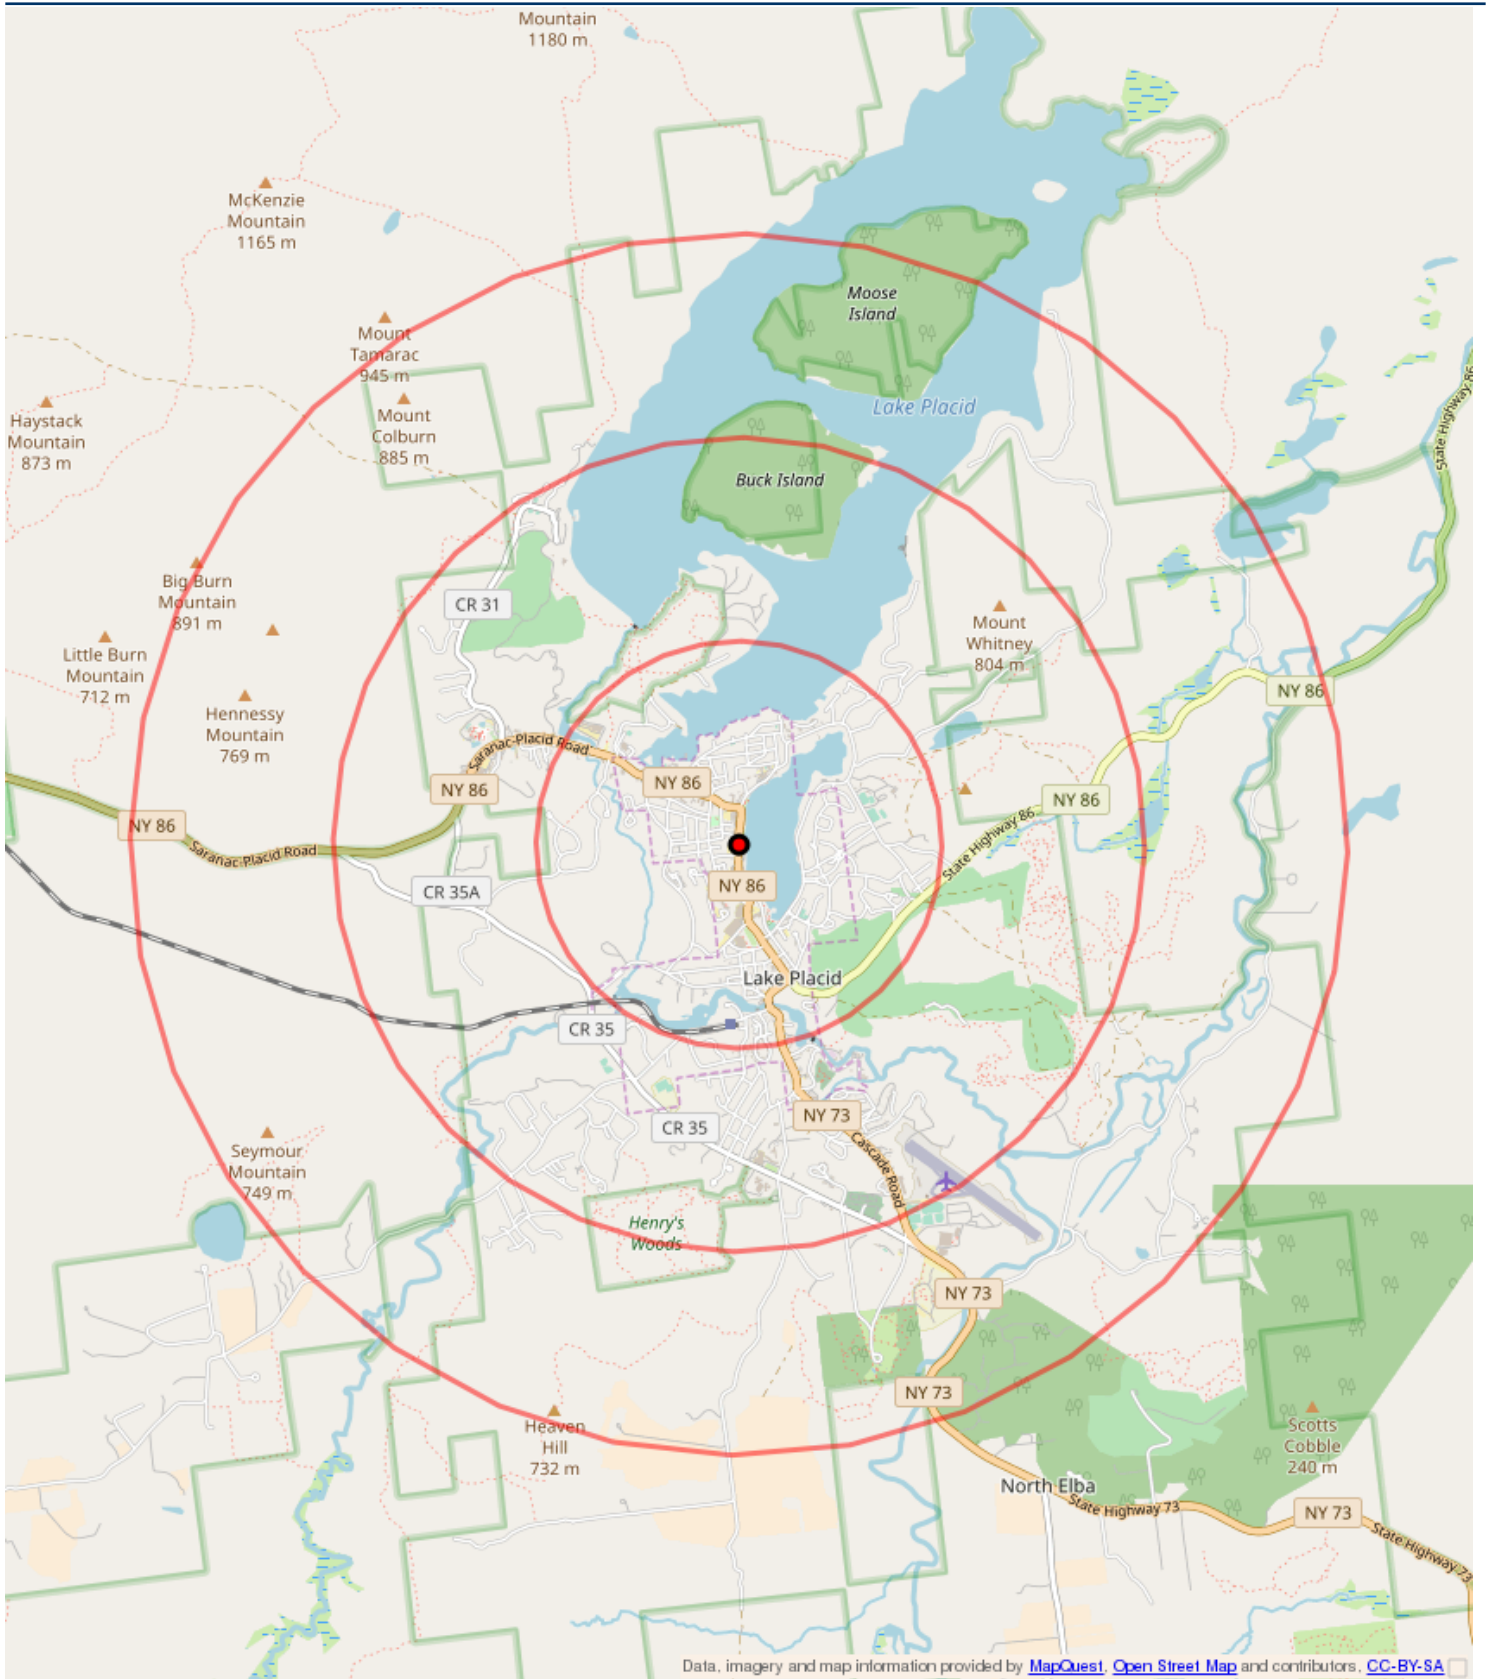 Mountain
1180 m
McKenzie
Mountain
1165 m
Moose
Island
Mount
Tamarac
945 m
Lake Placid
State Highway 86
Haystack
Mountain
873 m
Mount
Colburn
885 m
Buck Island
Big Burn
Mountain
891 m
CR 31
Mount
Whitney
804 m
Little Burn
Mountain
712 m
Hennessy
Mountain
769 m
NY 86
Saranac-Placid Road
NY 86
NY 86
NY 86
NY 86
Saranac-Placid Road
State Highway 86
NY 86
CR 35A
Lake Placid
CR 35
NY 73
CR 35
Cascade Road
Seymour
Mountain
749 m
Henry's
Woods
NY 73
NY 73
Heaven
Hill
732 m
Scotts
Cobble
240 m
North Elba
State Highway 73
NY 73
State Highway 73
Data, imagery and map information provided by MapQuest, Open Street Map and contributors, CC-BY-SA